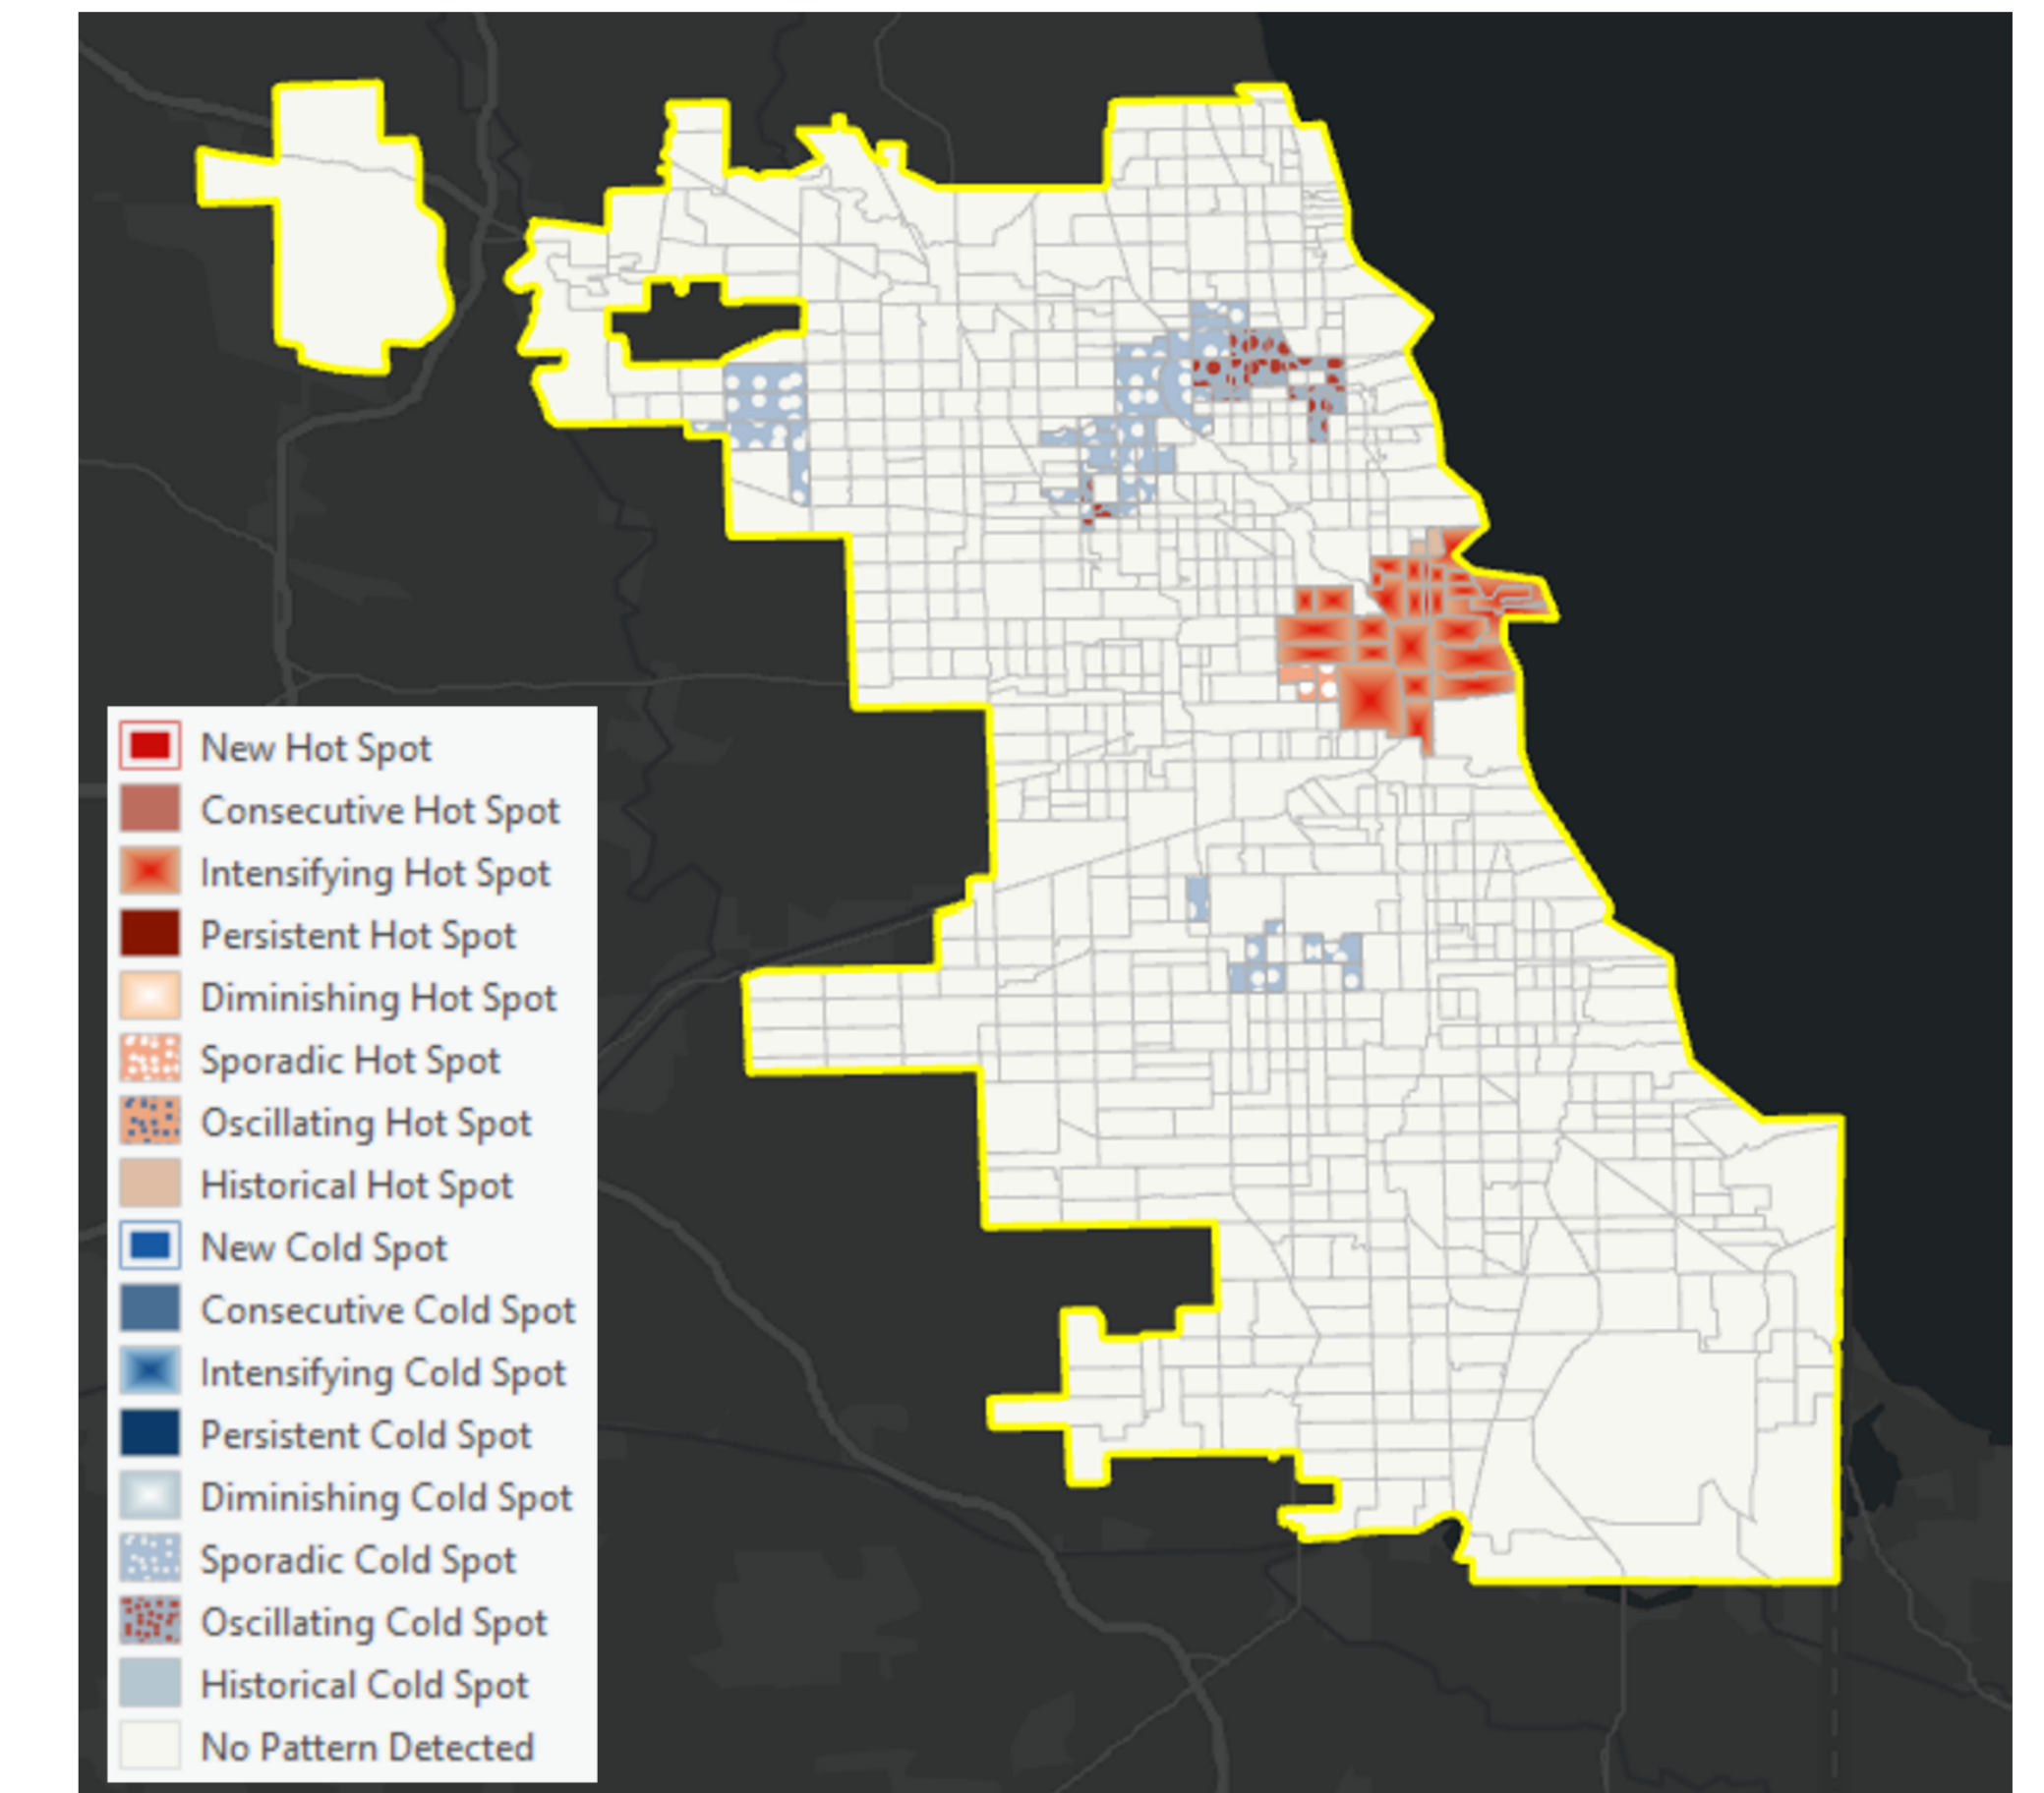 New Hot Spot
Consecutive Hot Spot
Intensifying Hot Spot
Persistent Hot Spot
Diminishing Hot Spot
Sporadic Hot Spot
Oscillating Hot Spot
Historical Hot Spot
New Cold Spot
Consecutive Cold Spot
Intensifying Cold Spot
Persistent Cold Spot
Diminishing Cold Spot
Sporadic Cold Spot
Oscillating Cold Spot
Historical Cold Spot
No Pattern Detected